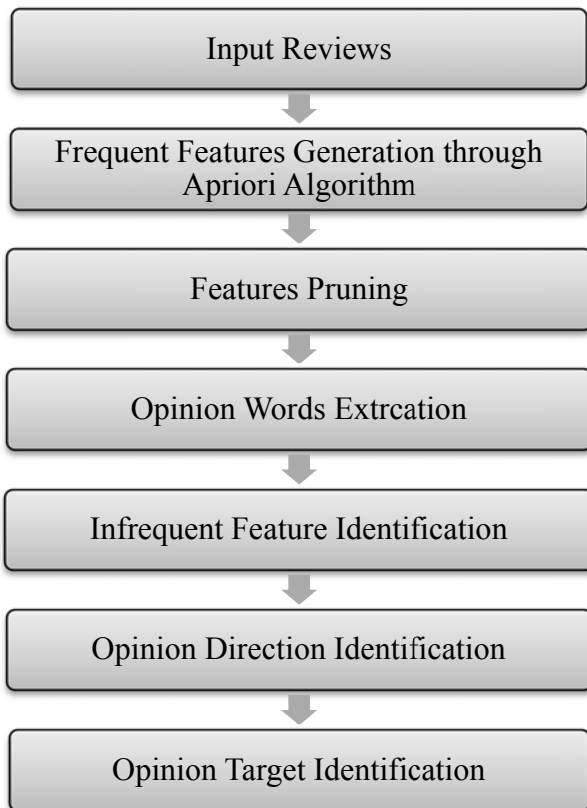 Input Reviews
Frequent Features Generation through
Apriori Algorithm
Features Pruning
Opinion Words Extrcation
Infrequent Feature Identification
Opinion Direction Identification
Opinion Target Identification